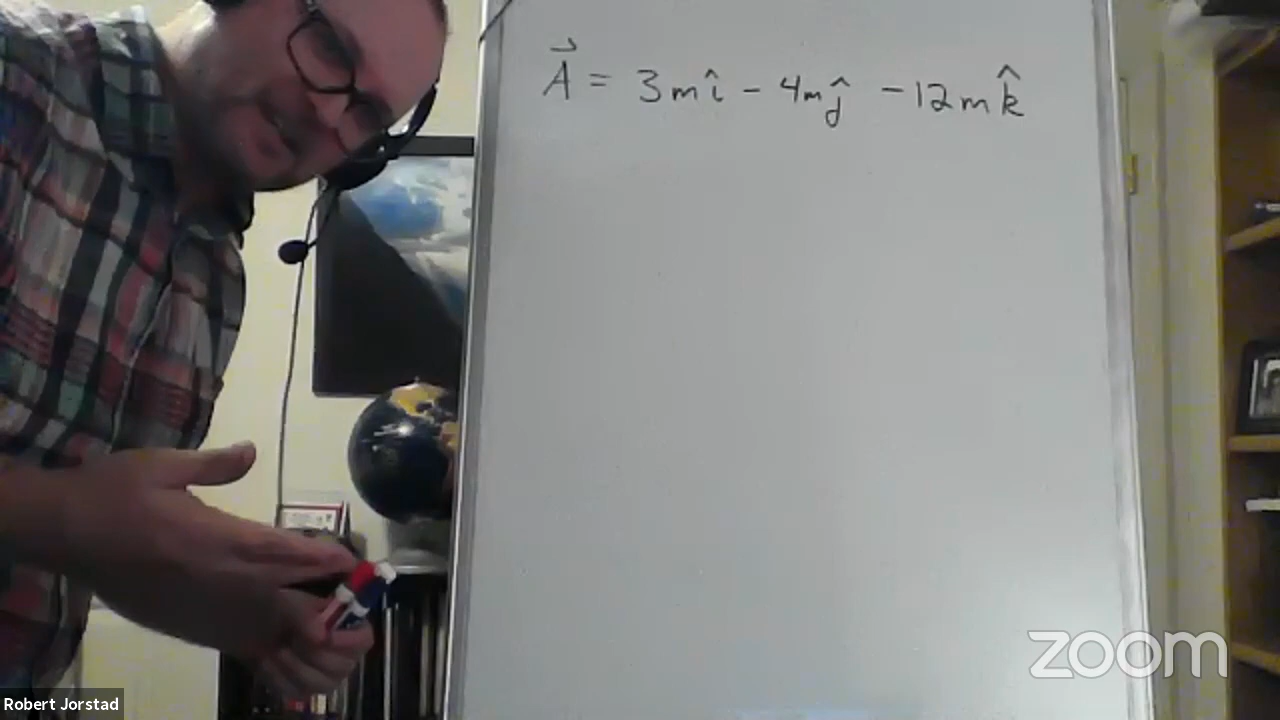 A⃗ = 3m î - 4m ĵ - 12m k̂
zoom
Robert Jorstad